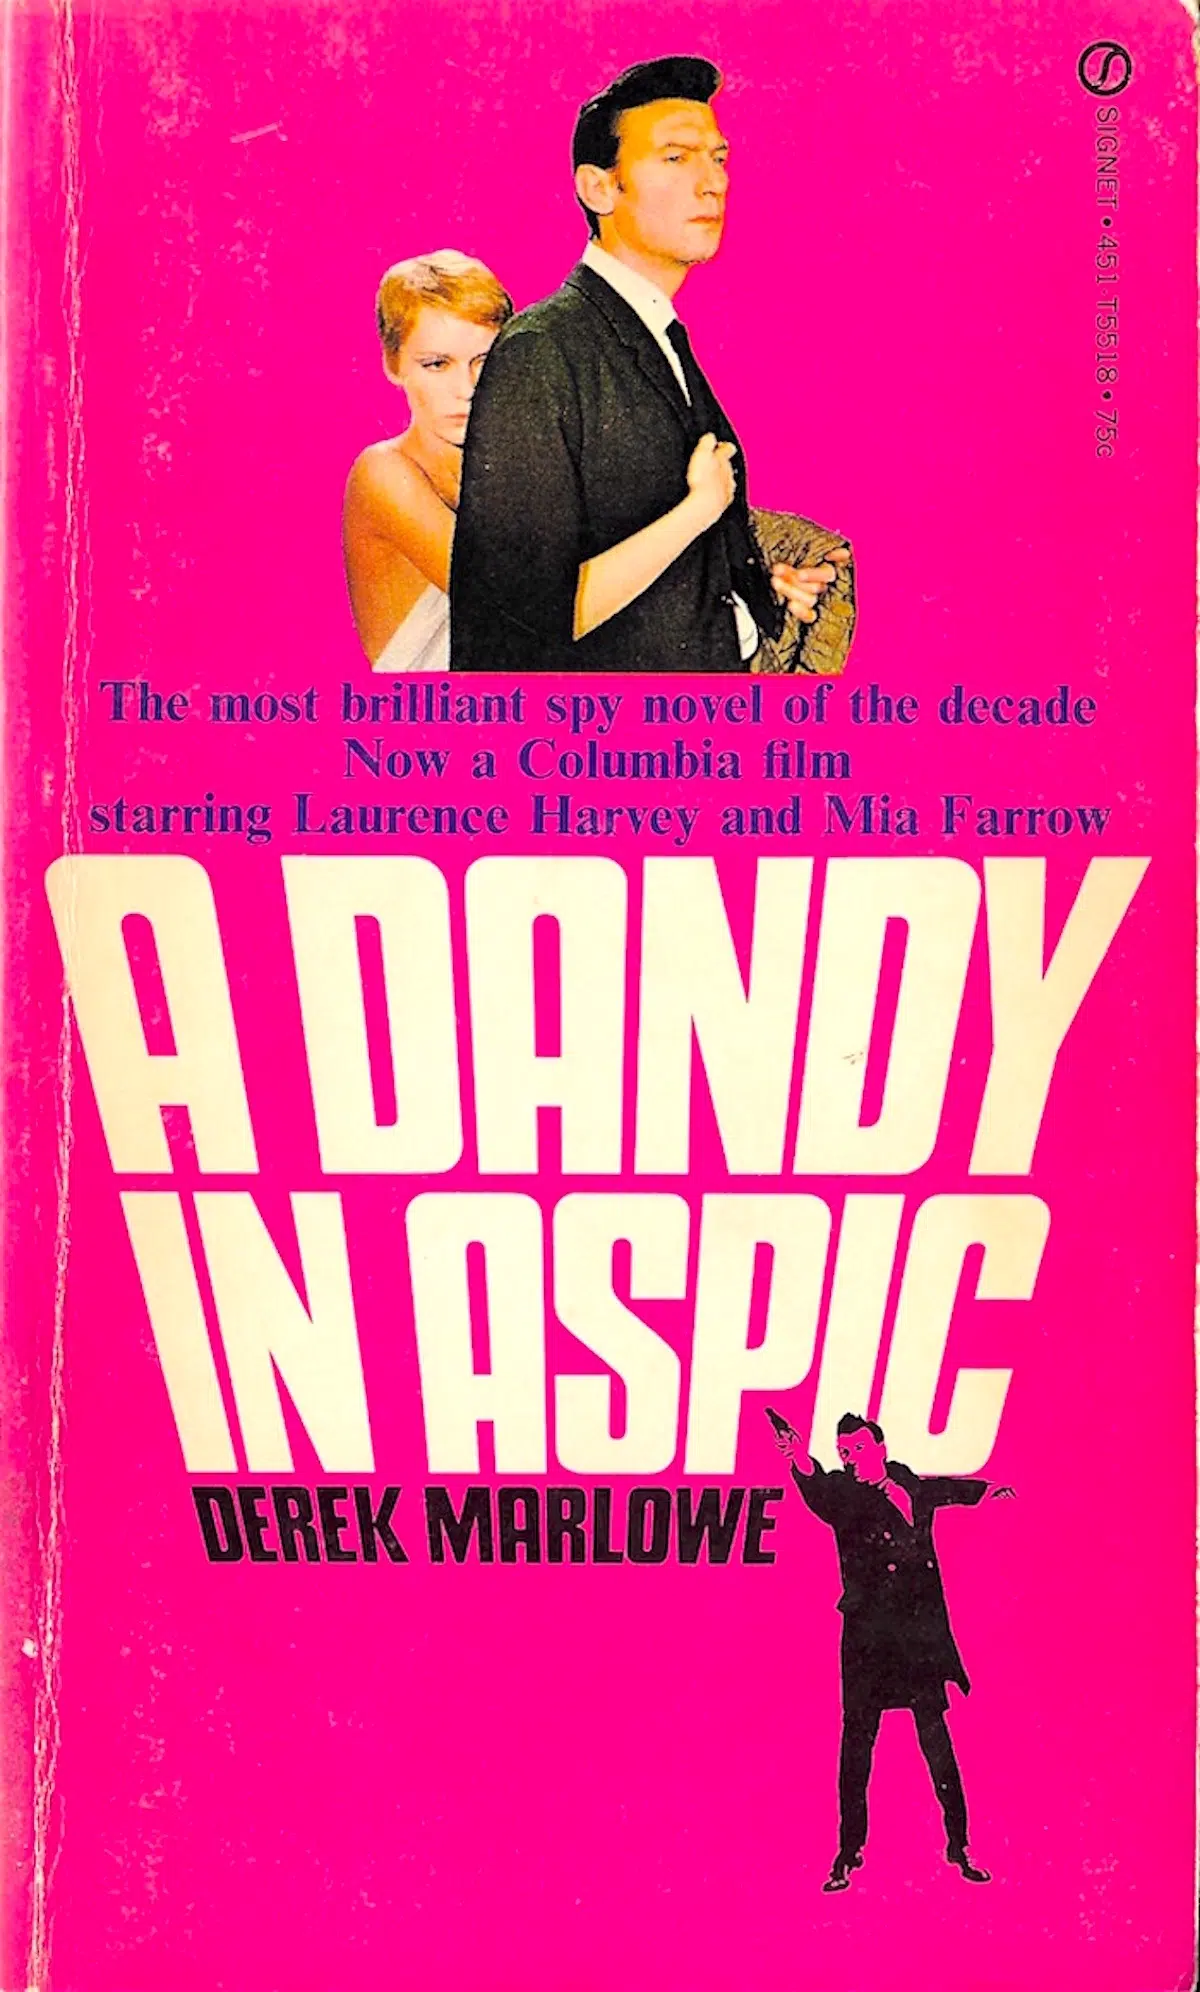 SIGNET • 451-T5518 • 75c
The most brilliant spy novel of the decade
Now a Columbia film
starring Laurence Harvey and Mia Farrow
A DANDY
IN ASPIC
DEREK MARLOWE